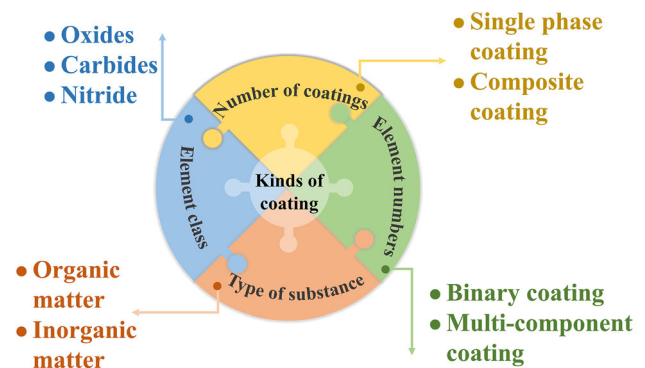 • Oxides
• Carbides
• Nitride
• Single phase
coating
• Composite
coating
Number of coatings
Element class
Element numbers
Kinds of
coating
Type of substance
• Organic
matter
• Inorganic
matter
• Binary coating
• Multi-component
coating